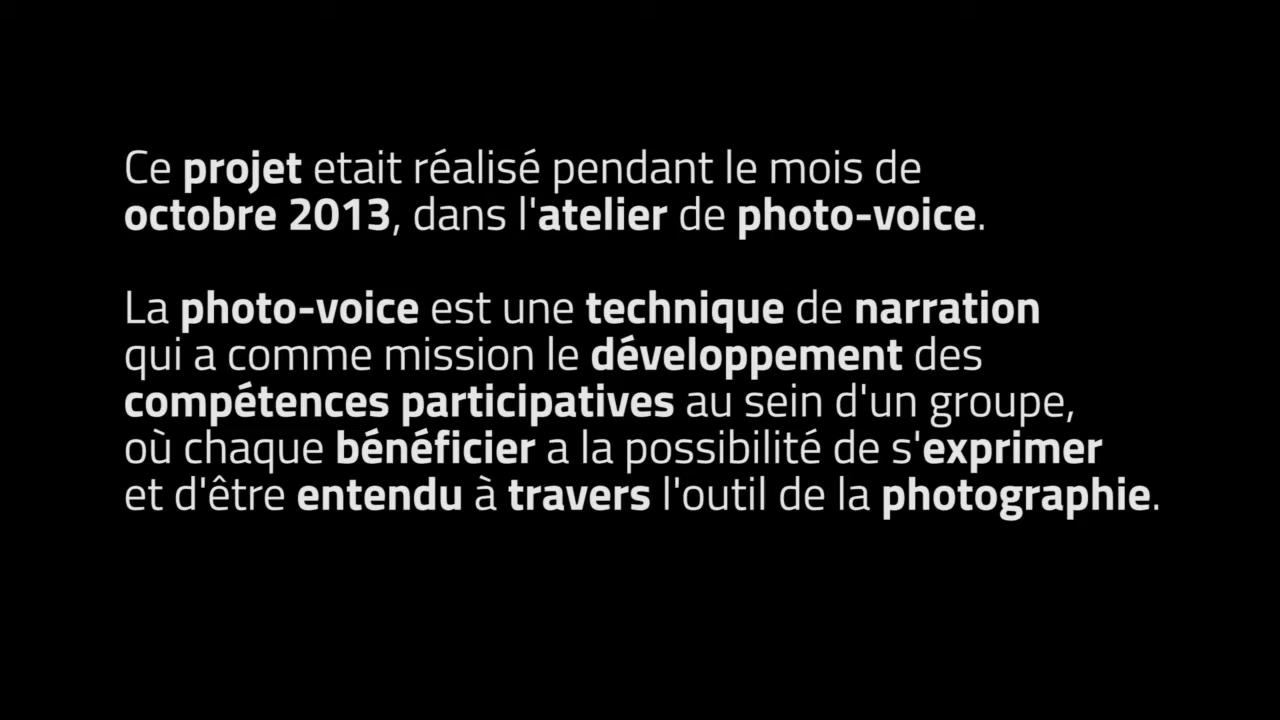 Ce projet etait réalisé pendant le mois de
octobre 2013, dans l'atelier de photo-voice.
La photo-voice est une technique de narration
qui a comme mission le développement des
compétences participatives au sein d'un groupe,
où chaque bénéficier a la possibilité de s'exprimer
et d'être entendu à travers l'outil de la photographie.